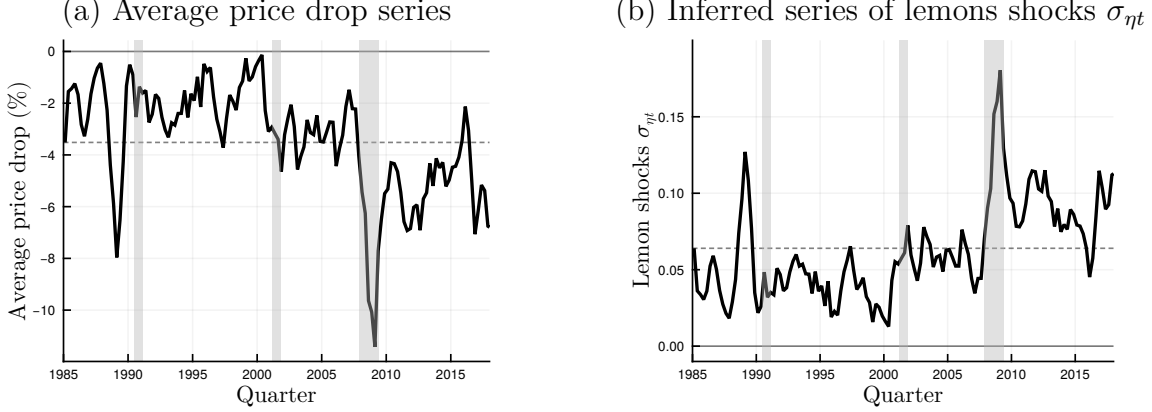 (a) Average price drop series
Average price drop (%)
0
−2
−4
−6
−8
−10
1985 1990 1995 2000 2005 2010 2015
Quarter
(b) Inferred series of lemons shocks σηt
Lemon shocks σηt
0.15
0.10
0.05
0.00
1985 1990 1995 2000 2005 2010 2015
Quarter